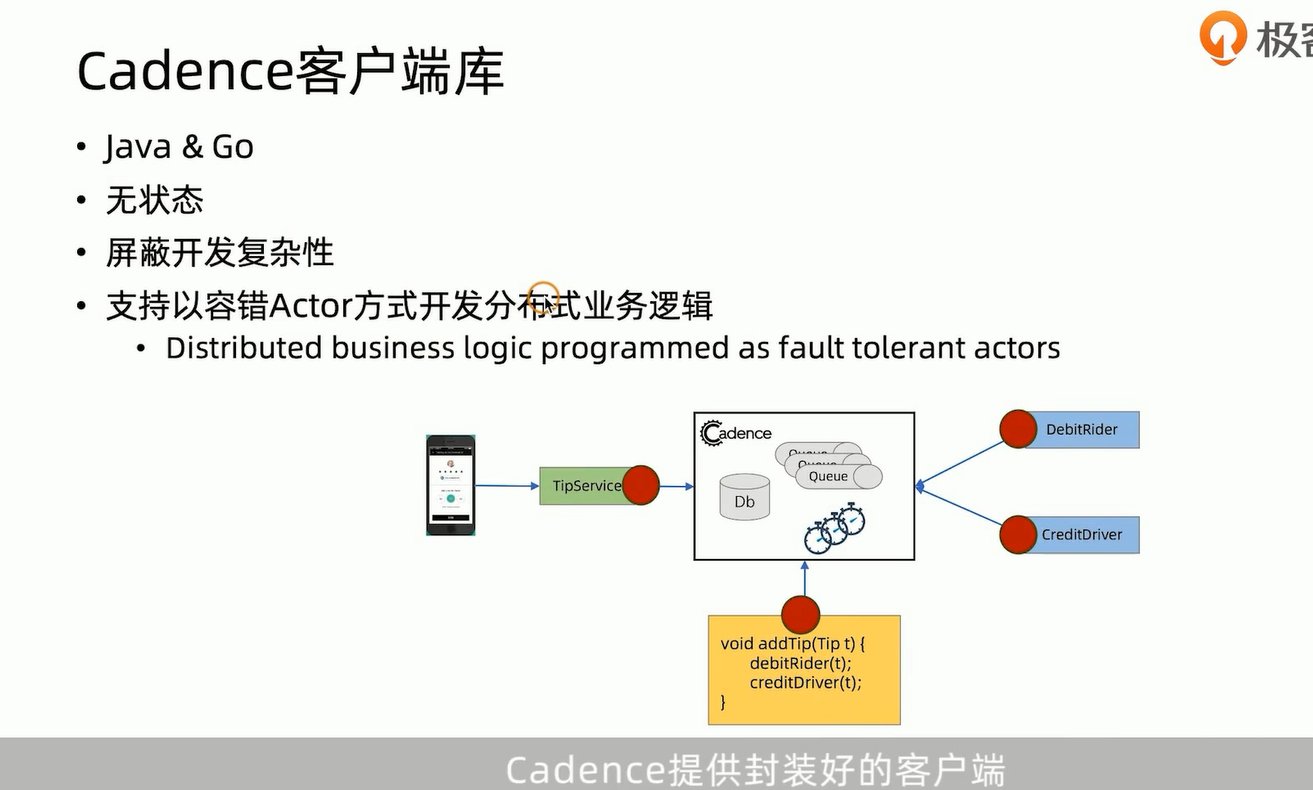 极客
Cadence客户端库
• Java & Go
• 无状态
• 屏蔽开发复杂性
• 支持以容错Actor方式开发分布式业务逻辑
• Distributed business logic programmed as fault tolerant actors
Cadence
Queue
Queue
Queue
Db
TipService
DebitRider
CreditDriver
void addTip(Tip t) {
debitRider(t);
creditDriver(t);
}
Cadence提供封装好的客户端